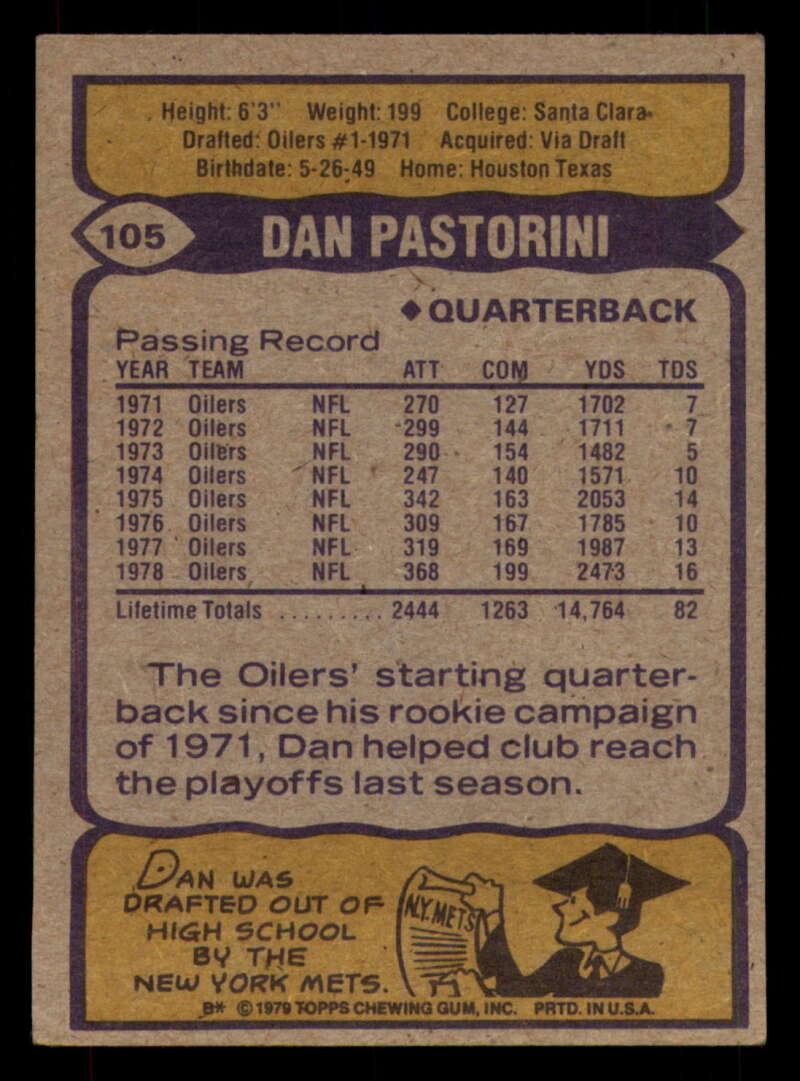 Height: 6'3" Weight: 199 College: Santa Clara
Drafted: Oilers #1-1971 Acquired: Via Draft
Birthdate: 5-26-49 Home: Houston Texas
105 DAN PASTORINI
◆ QUARTERBACK
Passing Record
YEAR TEAM ATT COM YDS TDS
1971 Oilers NFL 270 127 1702 7
1972 Oilers NFL 299 144 1711 7
1973 Oilers NFL 290 154 1482 5
1974 Oilers NFL 247 140 1571 10
1975 Oilers NFL 342 163 2053 14
1976 Oilers NFL 309 167 1785 10
1977 Oilers NFL 319 169 1987 13
1978 Oilers NFL 368 199 2473 16
Lifetime Totals .......... 2444 1263 14,764 82
The Oilers' starting quarter-
back since his rookie campaign
of 1971, Dan helped club reach
the playoffs last season.
DAN WAS
DRAFTED OUT OF
HIGH SCHOOL
BY THE
NEW YORK METS.
N.Y. METS
B* © 1979 TOPPS CHEWING GUM, INC. PRTD. IN U.S.A.